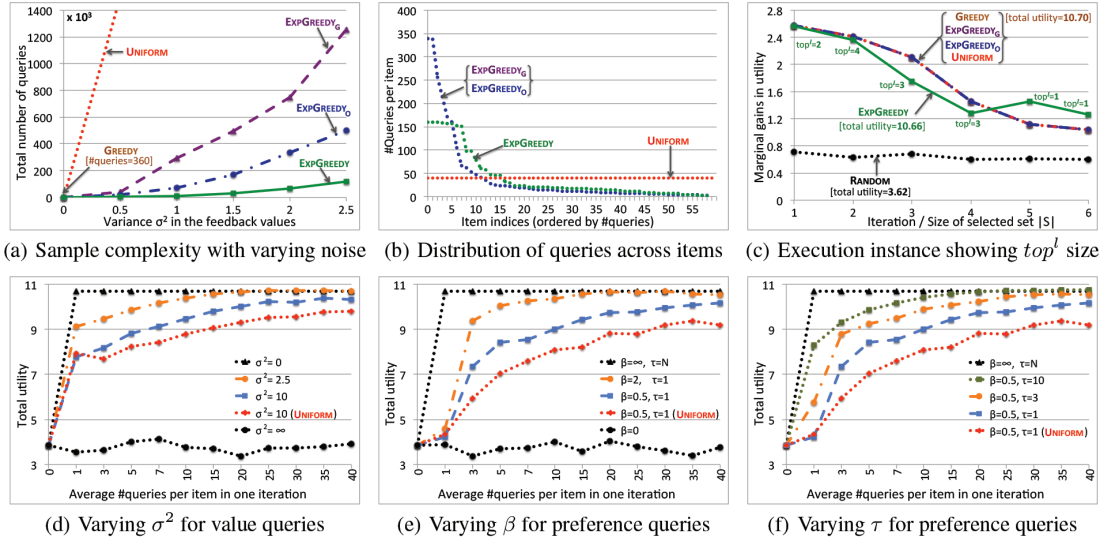 x 10³
1400
1200
1000
800
600
400
200
0
Total number of queries
UNIFORM
EXPGREEDY_G
EXPGREEDY_O
EXPGREEDY
GREEDY
[#queries=360]
0 0.5 1 1.5 2 2.5
Variance σ² in the feedback values
(a) Sample complexity with varying noise
400
350
300
250
200
150
100
50
0
#Queries per item
EXPGREEDY_G
EXPGREEDY_O
EXPGREEDY
UNIFORM
0 5 10 15 20 25 30 35 40 45 50 55
Item indices (ordered by #queries)
(b) Distribution of queries across items
2.8
2.4
2
1.6
1.2
0.8
0.4
0
Marginal gains in utility
GREEDY
EXPGREEDY_G
EXPGREEDY_O
UNIFORM
[total utility=10.70]
topˡ=2
topˡ=4
topˡ=3
topˡ=3
topˡ=1
topˡ=1
EXPGREEDY
[total utility=10.66]
RANDOM
[total utility=3.62]
1 2 3 4 5 6
Iteration / Size of selected set |S|
(c) Execution instance showing topˡ size
11
9
7
5
3
Total utility
σ²= 0
σ²= 2.5
σ²= 10
σ²= 10 (UNIFORM)
σ²= ∞
0 1 3 5 7 10 15 20 25 30 35 40
Average #queries per item in one iteration
(d) Varying σ² for value queries
11
9
7
5
3
Total utility
β=∞, τ=N
β=2, τ=1
β=0.5, τ=1
β=0.5, τ=1 (UNIFORM)
β=0
0 1 3 5 7 10 15 20 25 30 35 40
Average #queries per item in one iteration
(e) Varying β for preference queries
11
9
7
5
3
Total utility
β=∞, τ=N
β=0.5, τ=10
β=0.5, τ=3
β=0.5, τ=1
β=0.5, τ=1 (UNIFORM)
0 1 3 5 7 10 15 20 25 30 35 40
Average #queries per item in one iteration
(f) Varying τ for preference queries